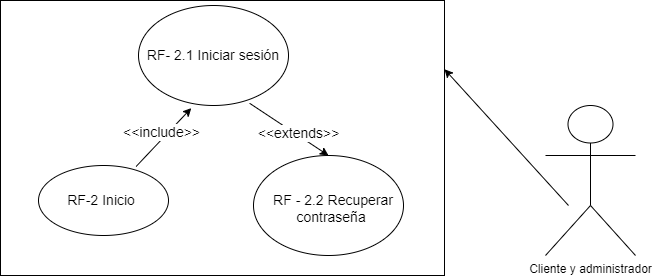 RF- 2.1 Iniciar sesión
<<include>>
<<extends>>
RF-2 Inicio
RF - 2.2 Recuperar
contraseña
Cliente y administrador